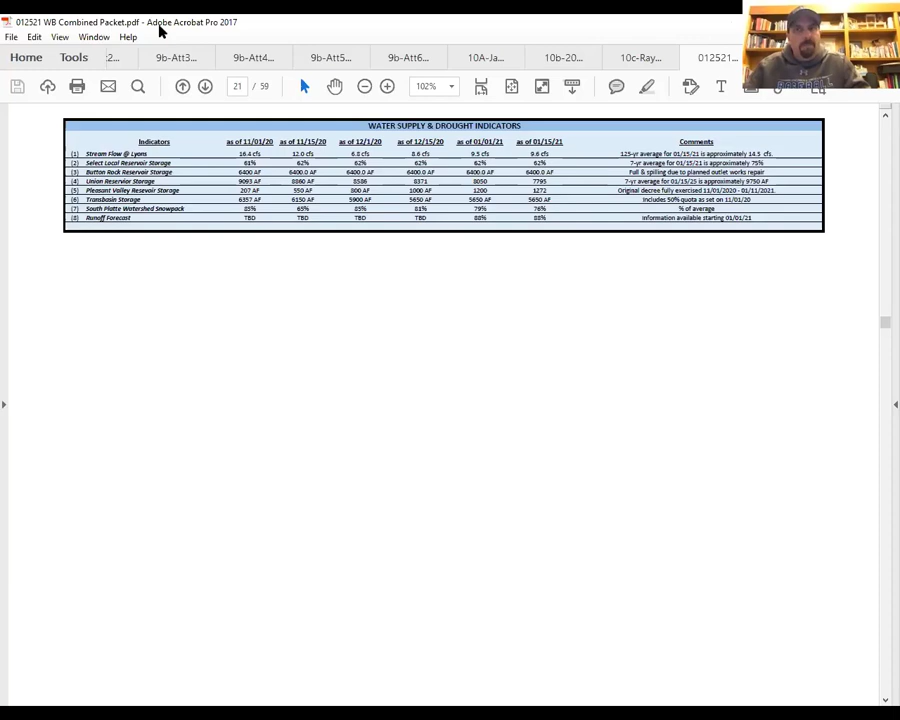 012521 WB Combined Packet.pdf - Adobe Acrobat Pro 2017
File Edit View Window Help
Home Tools 2... 9b-Att3... 9b-Att4... 9b-Att5... 9b-Att6... 10A-Ja... 10b-20... 10c-Ray... 012521...
21 / 59 102%
WATER SUPPLY & DROUGHT INDICATORS
Indicators as of 11/01/20 as of 11/15/20 as of 12/1/20 as of 12/15/20 as of 01/01/21 as of 01/15/21 Comments
(1) Stream Flow @ Lyons 16.4 cfs 12.0 cfs 6.8 cfs 8.6 cfs 9.5 cfs 9.6 cfs 125-year average for 01/15/21 is approximately 14.5 cfs.
(2) Select Local Reservoir Storage 61% 62% 62% 62% 62% 62% 7-year average for 01/15/21 is approximately 75%
(3) Button Rock Reservoir Storage 6400 AF 6400.0 AF 6400.0 AF 6400.0 AF 6400.0 AF 6400.0 AF Full & spilling due to planned outlet works repair
(4) Union Reservior Storage 9093 AF 8860 AF 8586 8371 8050 7795 7-yr average for 01/15/25 is approximately 9750 AF
(5) Pleasant Valley Resevoir Storage 207 AF 550 AF 800 AF 1000 AF 1200 1272 Original decree fully exercised 11/01/2020 - 01/11/2021.
(6) Transbasin Storage 6357 AF 6150 AF 5900 AF 5650 AF 5650 AF 5650 AF Includes 50% quota as set on 11/01/20
(7) South Platte Watershed Snowpack 85% 65% 85% 81% 79% 76% % of average
(8) Runoff Forecast TBD TBD TBD TBD 88% 88% Information available starting 01/01/21